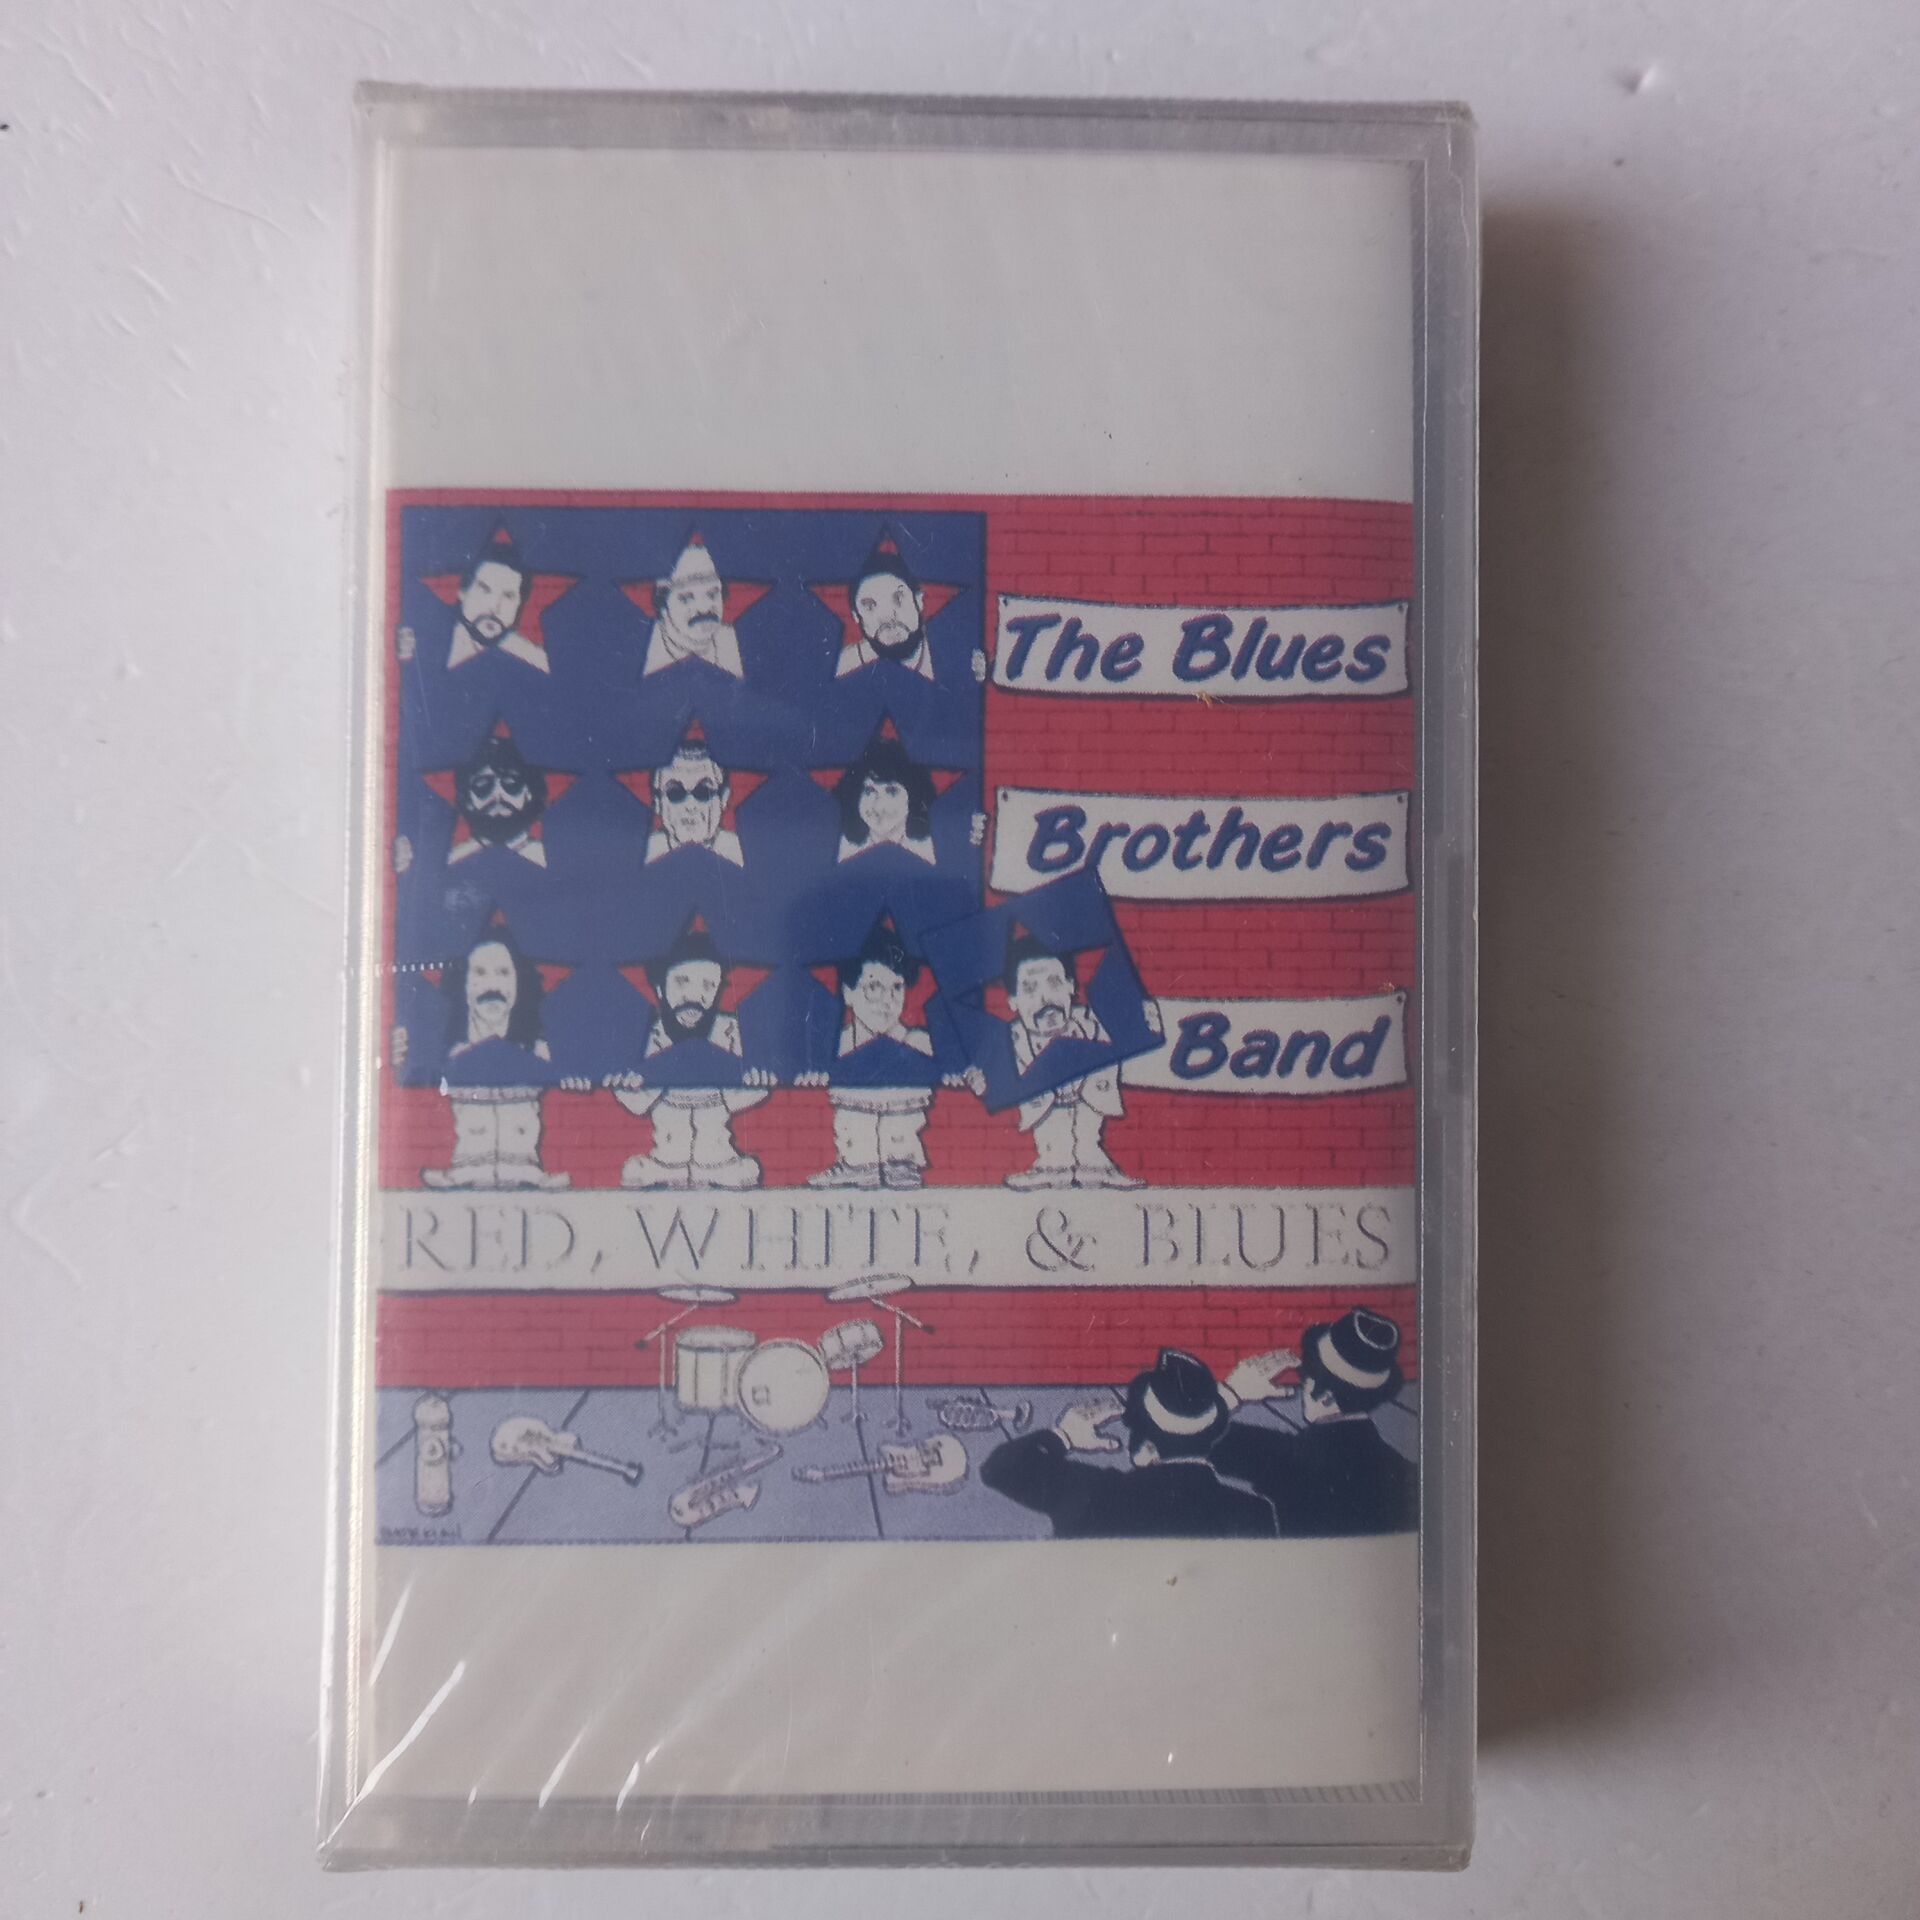 The Blues
Brothers
Band
RED, WHITE, & BLUES